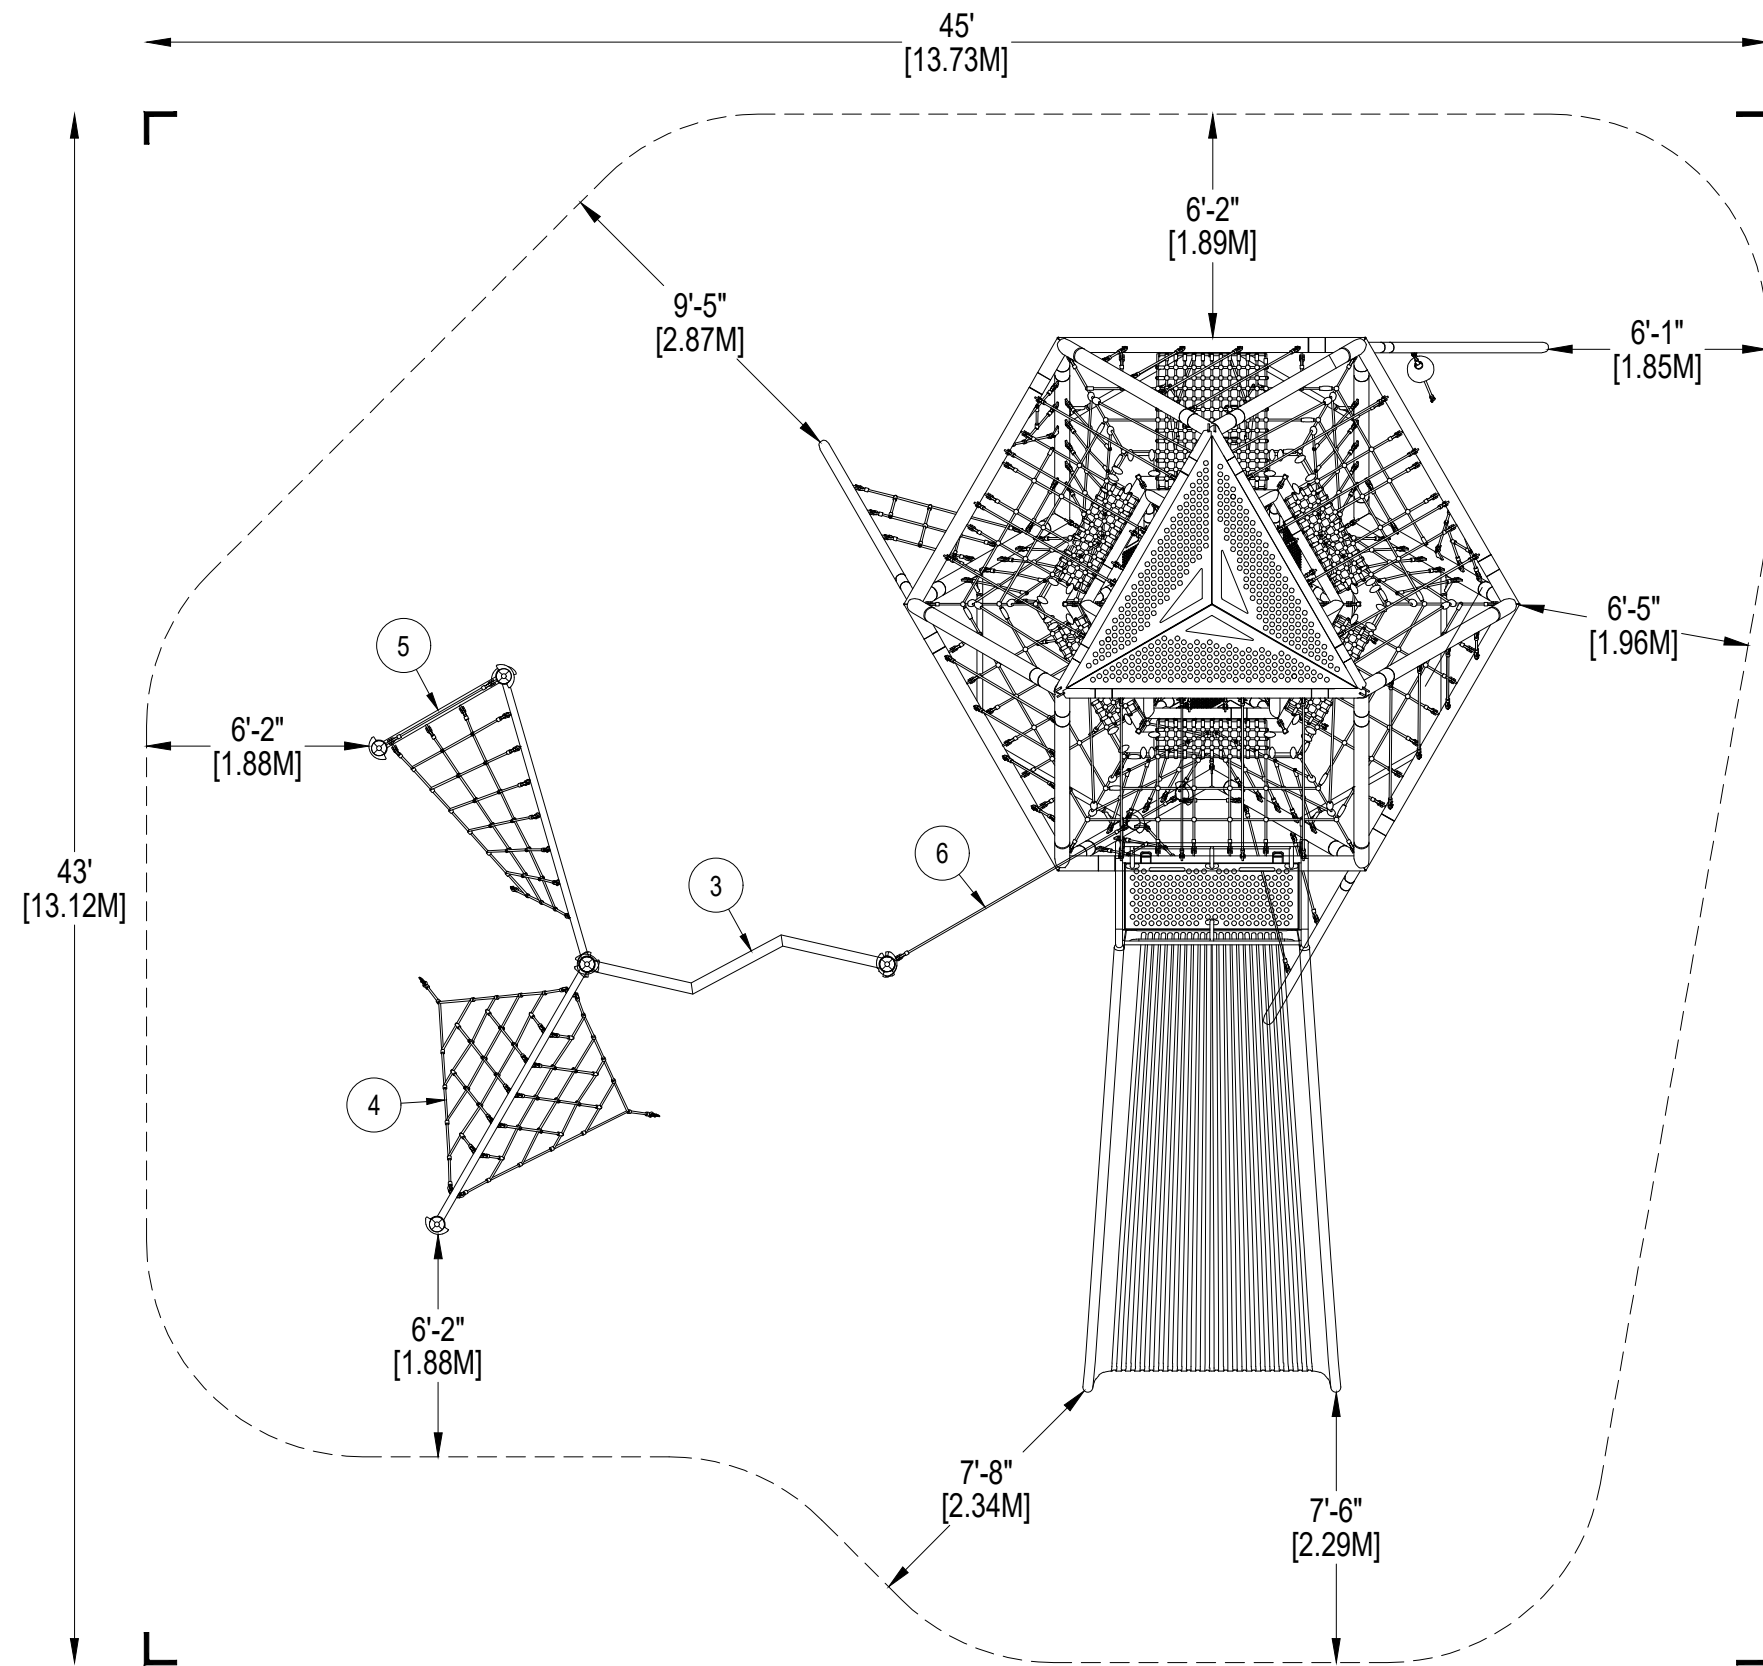 45'
[13.73M]
6'-2"
[1.89M]
9'-5"
[2.87M]
6'-1"
[1.85M]
6'-5"
[1.96M]
5
6'-2"
[1.88M]
43'
[13.12M]
6
3
4
6'-2"
[1.88M]
7'-8"
[2.34M]
7'-6"
[2.29M]